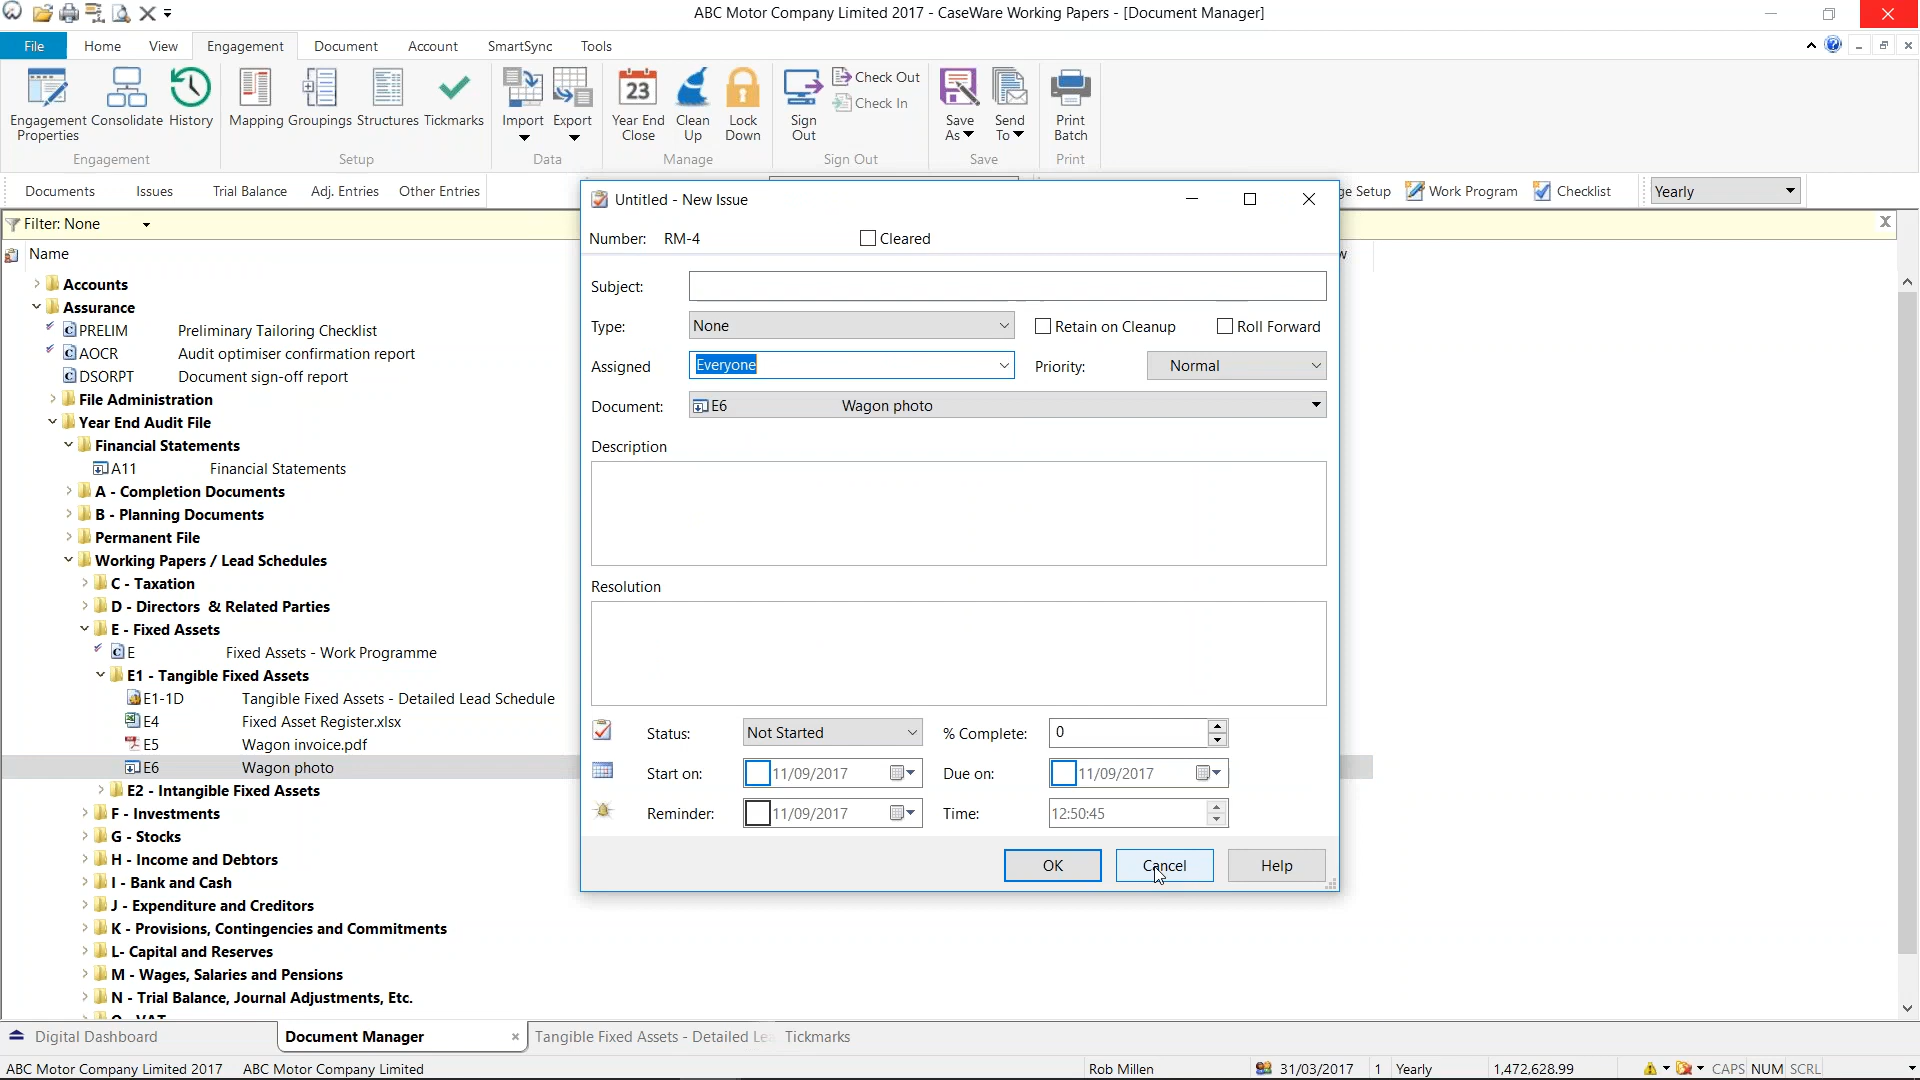 ABC Motor Company Limited 2017 - CaseWare Working Papers - [Document Manager]
File Home View Engagement Document Account SmartSync Tools
Engagement Properties Consolidate History Mapping Groupings Structures Tickmarks Import Export Year End Close Clean Up Lock Down Sign Out Check Out Check In Save As Send To Print Batch
23
Engagement Setup Data Manage Sign Out Save Print
Documents Issues Trial Balance Adj. Entries Other Entries Setup Work Program Checklist Yearly
Filter: None X
Name
Accounts
Assurance
PRELIM Preliminary Tailoring Checklist
AOCR Audit optimiser confirmation report
DSORPT Document sign-off report
File Administration
Year End Audit File
Financial Statements
A11 Financial Statements
A - Completion Documents
B - Planning Documents
Permanent File
Working Papers / Lead Schedules
C - Taxation
D - Directors & Related Parties
E - Fixed Assets
E Fixed Assets - Work Programme
E1 - Tangible Fixed Assets
E1-1D Tangible Fixed Assets - Detailed Lead Schedule
E4 Fixed Asset Register.xlsx
E5 Wagon invoice.pdf
E6 Wagon photo
E2 - Intangible Fixed Assets
F - Investments
G - Stocks
H - Income and Debtors
I - Bank and Cash
J - Expenditure and Creditors
K - Provisions, Contingencies and Commitments
L- Capital and Reserves
M - Wages, Salaries and Pensions
N - Trial Balance, Journal Adjustments, Etc.
Untitled - New Issue
Number: RM-4 Cleared
Subject:
Type: None Retain on Cleanup Roll Forward
Assigned Everyone Priority: Normal
Document: E6 Wagon photo
Description
Resolution
Status: Not Started % Complete: 0
Start on: 11/09/2017 Due on: 11/09/2017
Reminder: 11/09/2017 Time: 12:50:45
OK Cancel Help
Digital Dashboard Document Manager Tangible Fixed Assets - Detailed Tickmarks
ABC Motor Company Limited 2017 ABC Motor Company Limited Rob Millen 31/03/2017 1 Yearly 1,472,628.99 CAPS NUM SCRL